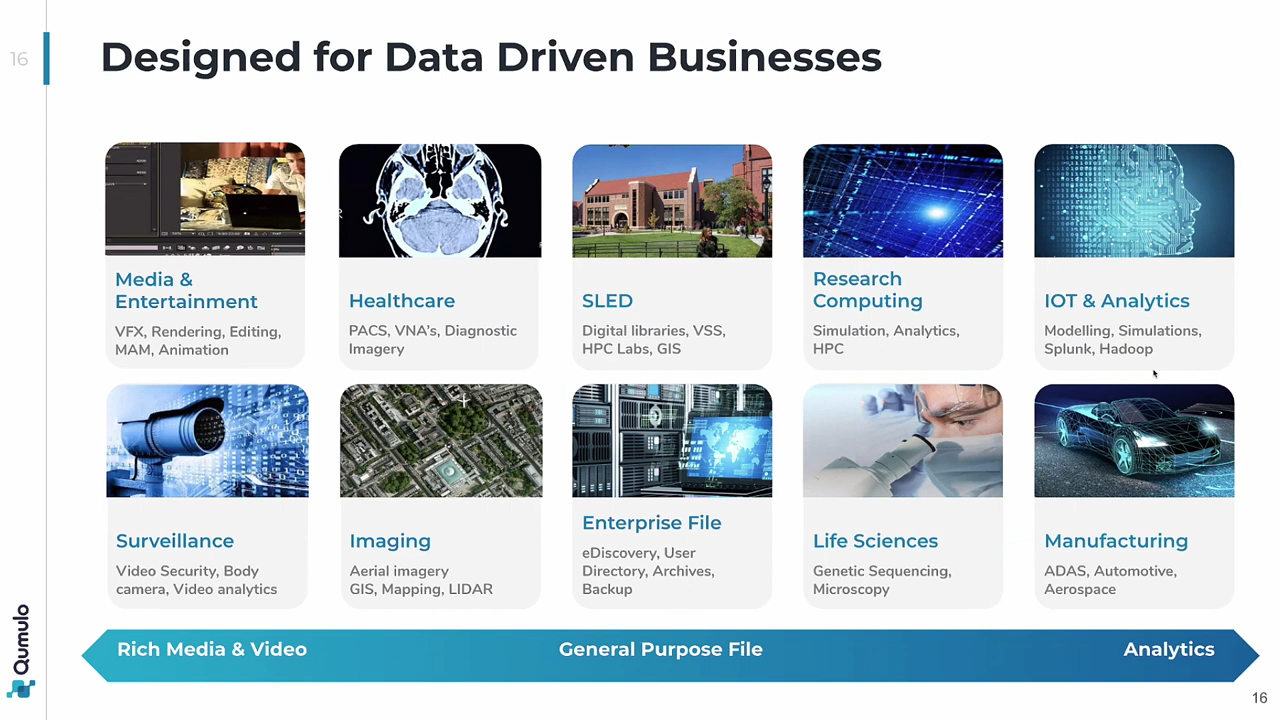 16
Designed for Data Driven Businesses
Media &
Entertainment
VFX, Rendering, Editing,
MAM, Animation
Healthcare
PACS, VNA's, Diagnostic
Imagery
SLED
Digital libraries, VSS,
HPC Labs, GIS
Research
Computing
Simulation, Analytics,
HPC
IOT & Analytics
Modelling, Simulations,
Splunk, Hadoop
Surveillance
Video Security, Body
camera, Video analytics
Imaging
Aerial imagery
GIS, Mapping, LIDAR
Enterprise File
eDiscovery, User
Directory, Archives,
Backup
Life Sciences
Genetic Sequencing,
Microscopy
Manufacturing
ADAS, Automotive,
Aerospace
Rich Media & Video
General Purpose File
Analytics
Qumulo
16